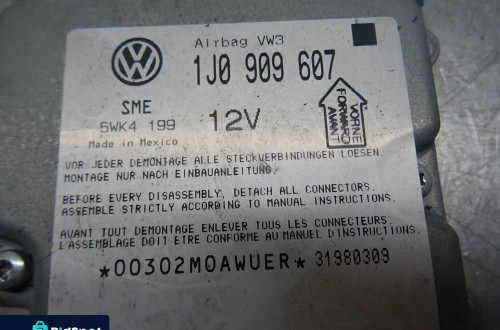 Airbag VW3
1J0 909 607
SME
5WK4 199
12V
Made in Mexico
VORNE
FORWARD
AVANT
VOR JEDER DEMONTAGE ALLE STECKVERBINDUNGEN LOESEN.
MONTAGE NUR NACH EINBAUANLEITUNG.
BEFORE EVERY DISASSEMBLY, DETACH ALL CONNECTORS.
ASSEMBLE STRICTLY ACCORDING TO MANUAL INSTRUCTIONS.
AVANT TOUT DEMONTAGE ENLEVER TOUS LES CONNECTEURS.
L'ASSEMBLAGE DOIT ETRE CONFORME AU MANUEL D'INSTRUCTIONS.
*00302M0AWUER* 31980309
BidSpot